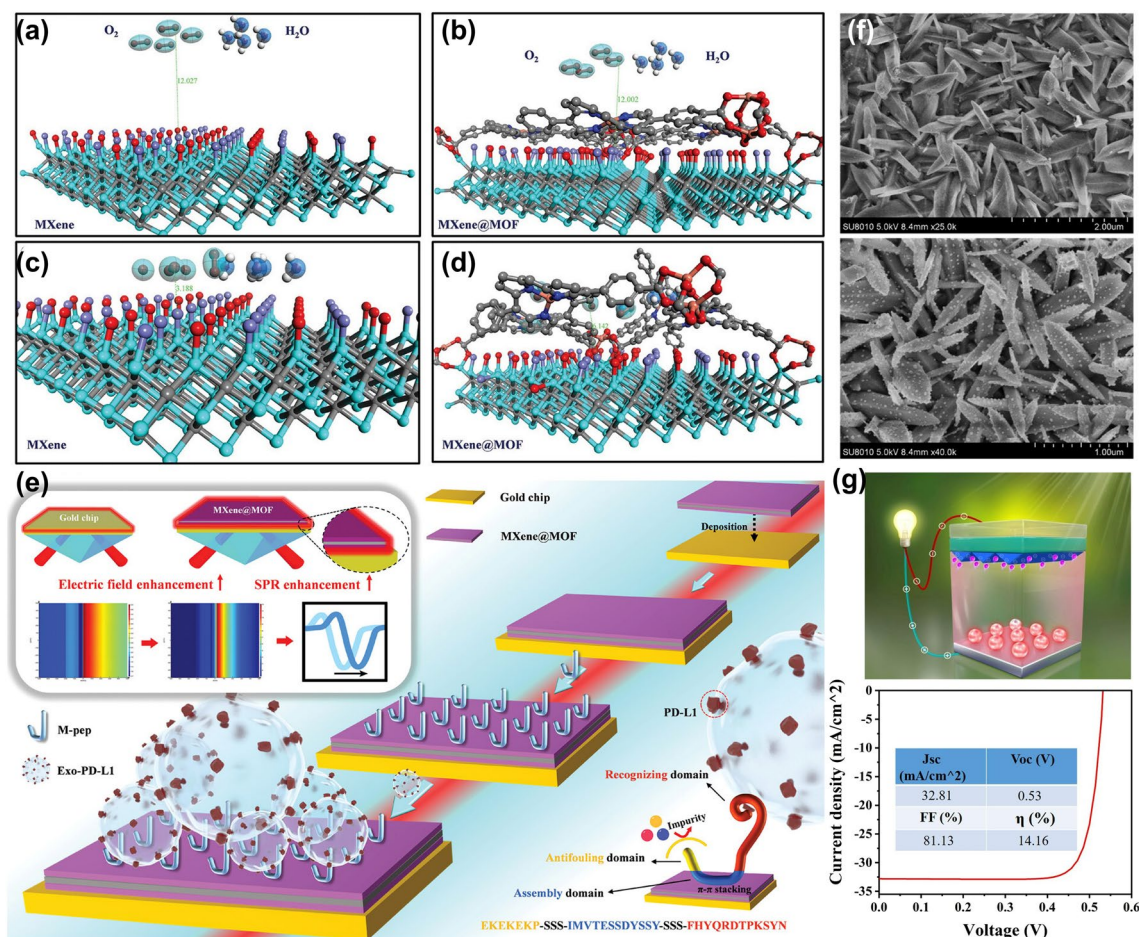 (a)
O₂
H₂O
12.027
MXene
(b)
O₂
H₂O
12.002
MXene@MOF
(c)
3.188
MXene
(d)
MXene@MOF
(f)
SU8010 5.0kV 8.4mm x25.0k
2.00um
SU8010 5.0kV 8.4mm x40.0k
1.00um
(e)
Gold chip
MXene@MOF
Electric field enhancement
SPR enhancement
Gold chip
MXene@MOF
Deposition
M-pep
Exo-PD-L1
PD-L1
Recognizing domain
Impurity
Antifouling domain
Assembly domain
π-π stacking
EKEKEKP-SSS-IMVTESSDYSSY-SSS-FHYQRDTPKSYN
(g)
Current density (mA/cm^2)
0
-5
-10
-15
-20
-25
-30
-35
Jsc (mA/cm^2)
Voc (V)
32.81
0.53
FF (%)
η (%)
81.13
14.16
0.0
0.1
0.2
0.3
0.4
0.5
0.6
Voltage (V)